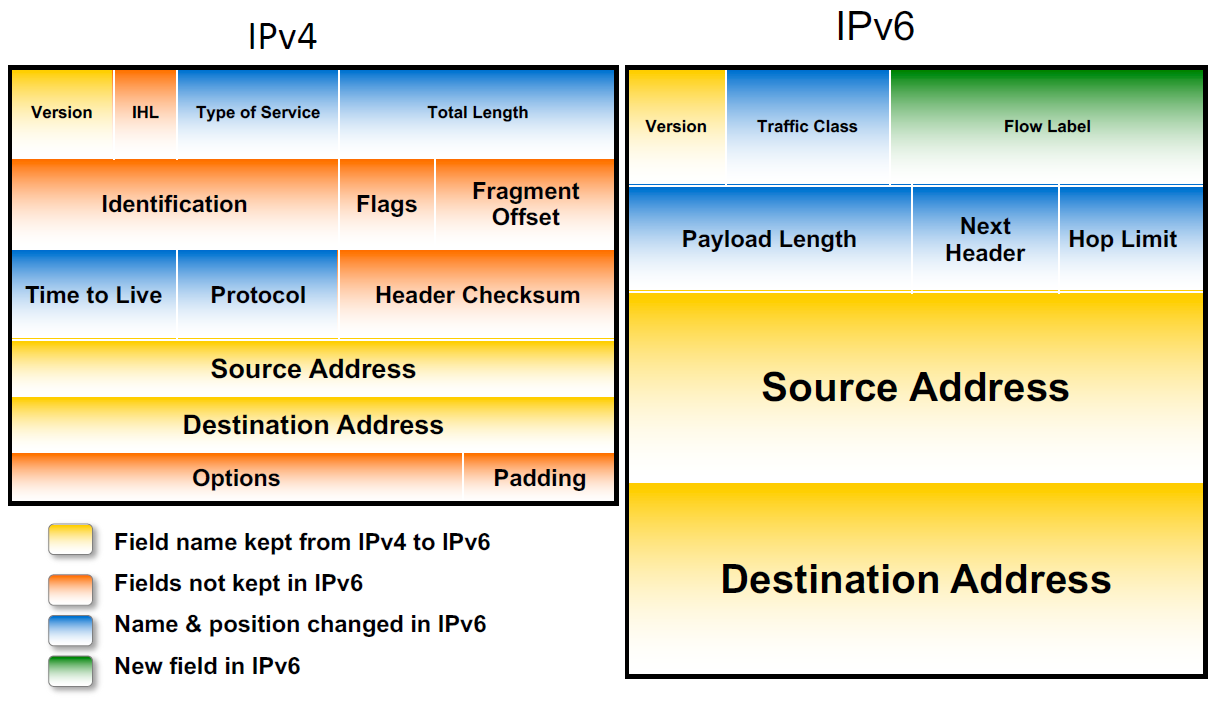 IPv4
Version IHL Type of Service Total Length
Identification Flags Fragment
Offset
Time to Live Protocol Header Checksum
Source Address
Destination Address
Options Padding
IPv6
Version Traffic Class Flow Label
Payload Length Next
Header Hop Limit
Source Address
Destination Address
Field name kept from IPv4 to IPv6
Fields not kept in IPv6
Name & position changed in IPv6
New field in IPv6